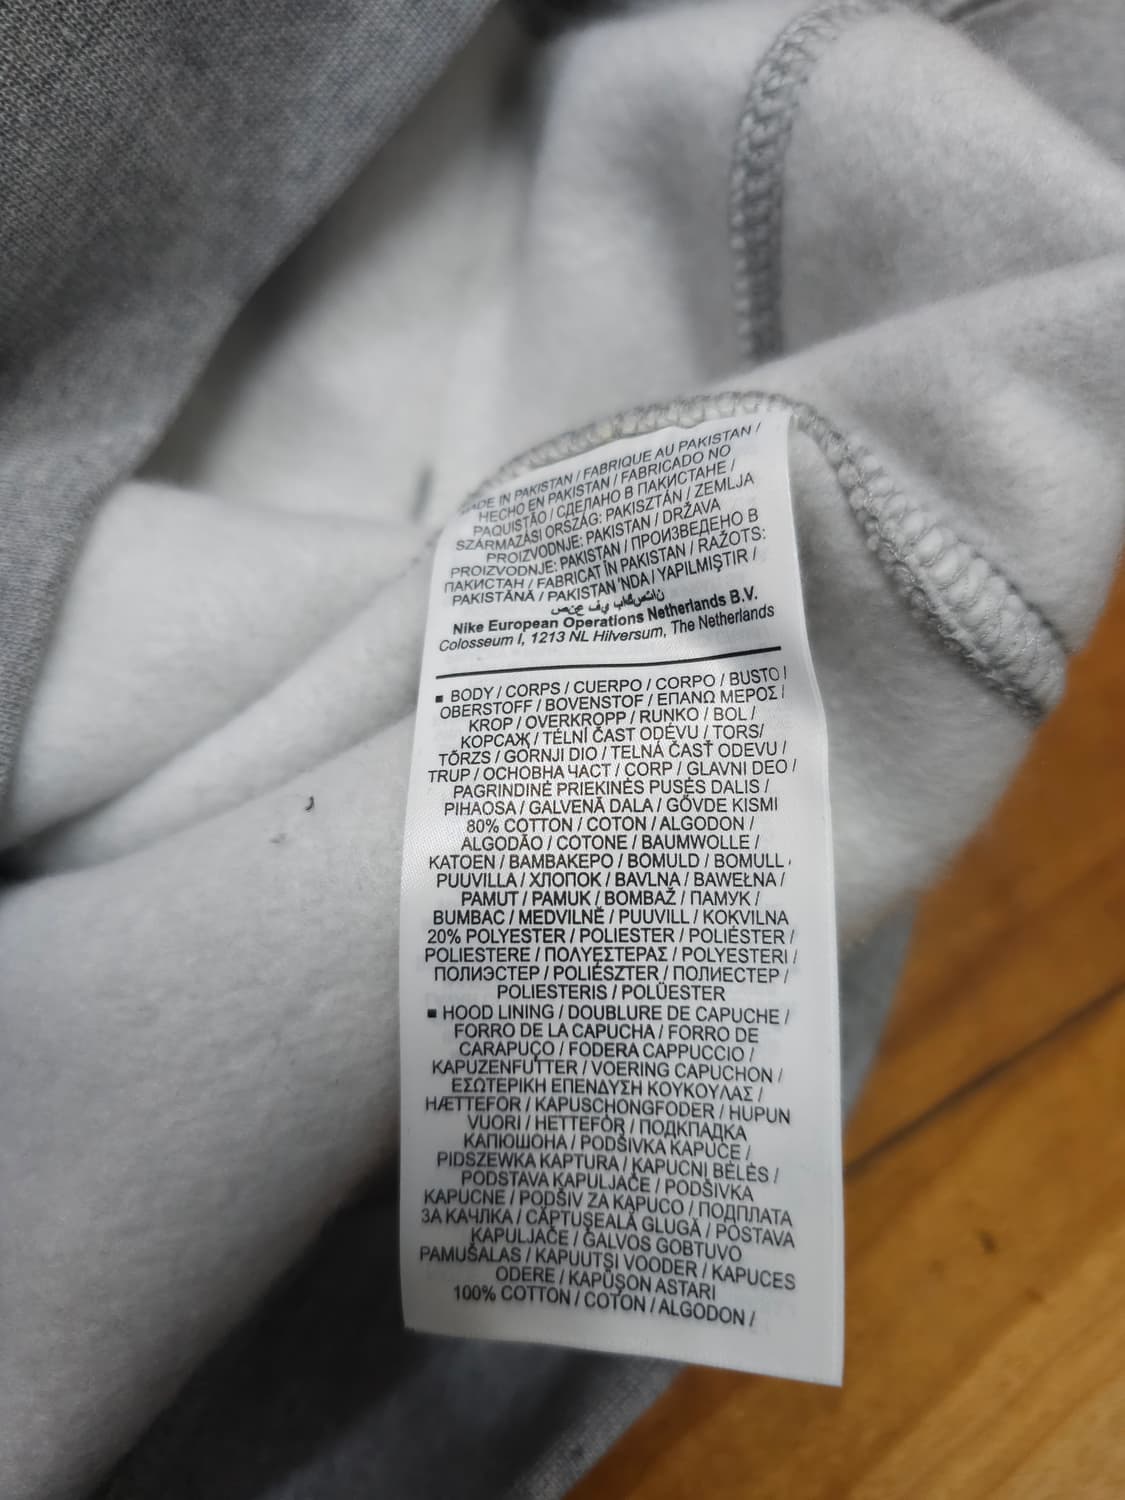 MADE IN PAKISTAN / FABRIQUE AU PAKISTAN /
HECHO EN PAKISTAN / FABRICADO NO
PAQUISTÃO / СДЕЛАНО В ПАКИСТАНЕ /
SZÁRMAZÁSI ORSZÁG: PAKISZTÁN / ZEMLJA
PROIZVODNJE: PAKISTAN / DRŽAVA
PROIZVODNJE: PAKISTAN / ПРОИЗВЕДЕНО В
ПАКИСТАН / FABRICAT ÎN PAKISTAN / RAŽOTS:
PAKISTĀNĀ / PAKISTAN 'NDA / YAPILMIŞTIR /
صنع في باكستان
Nike European Operations Netherlands B.V.
Colosseum I, 1213 NL Hilversum, The Netherlands
▪ BODY / CORPS / CUERPO / CORPO / BUSTO /
OBERSTOFF / BOVENSTOF / ΕΠΑΝΩ ΜΕΡΟΣ /
KROP / OVERKROPP / RUNKO / BOL /
КОРСАЖ / TĚLNÍ ČÁST ODĚVU / TORS/
TÖRZS / GORNJI DIO / TELNÁ ČASŤ ODEVU /
TRUP / ОСНОВНА ЧАСТ / CORP / GLAVNI DEO /
PAGRINDINĖ PRIEKINĖS PUSĖS DALIS /
PIHAOSA / GALVENĀ DAĻA / GÖVDE KISMI
80% COTTON / COTON / ALGODON /
ALGODÃO / COTONE / BAUMWOLLE /
KATOEN / ΒΑΜΒΑΚΕΡΟ / BOMULD / BOMULL /
PUUVILLA / ХЛОПОК / BAVLNA / BAWEŁNA /
PAMUT / PAMUK / BOMBAŽ / ПАМУК /
BUMBAC / MEDVILNĖ / PUUVILL / KOKVILNA
20% POLYESTER / POLIESTER / POLIÉSTER /
POLIESTERE / ΠΟΛΥΕΣΤΕΡΑΣ / POLYESTERI /
ПОЛИЭСТЕР / POLIÉSZTER / ПОЛИЕСТЕР /
POLIESTERIS / POLÜESTER
▪ HOOD LINING / DOUBLURE DE CAPUCHE /
FORRO DE LA CAPUCHA / FORRO DE
CARAPUÇO / FODERA CAPPUCCIO /
KAPUZENFUTTER / VOERING CAPUCHON /
ΕΣΩΤΕΡΙΚΗ ΕΠΕΝΔΥΣΗ ΚΟΥΚΟΥΛΑΣ /
HÆTTEFOR / KAPUSCHONGFODER / HUPUN
VUORI / HETTEFÔR / ПОДКЛАДКА
КАПЮШОНА / PODŠIVKA KAPUCE /
PIDSZEWKA KAPTURA / KAPUCNI BÉLÉS /
PODSTAVA KAPULJAČE / PODŠIVKA
KAPUCNE / PODŠIV ZA KAPUCO / ПОДПЛАТА
ЗА КАЧЛКА / CĂPTUŞEALĂ GLUGĂ / POSTAVA
KAPULJAČE / GALVOS GOBTUVO
PAMUŠALAS / KAPUUTSI VOODER / KAPUCES
ODERE / KAPÜŞON ASTARI
100% COTTON / COTON / ALGODON /